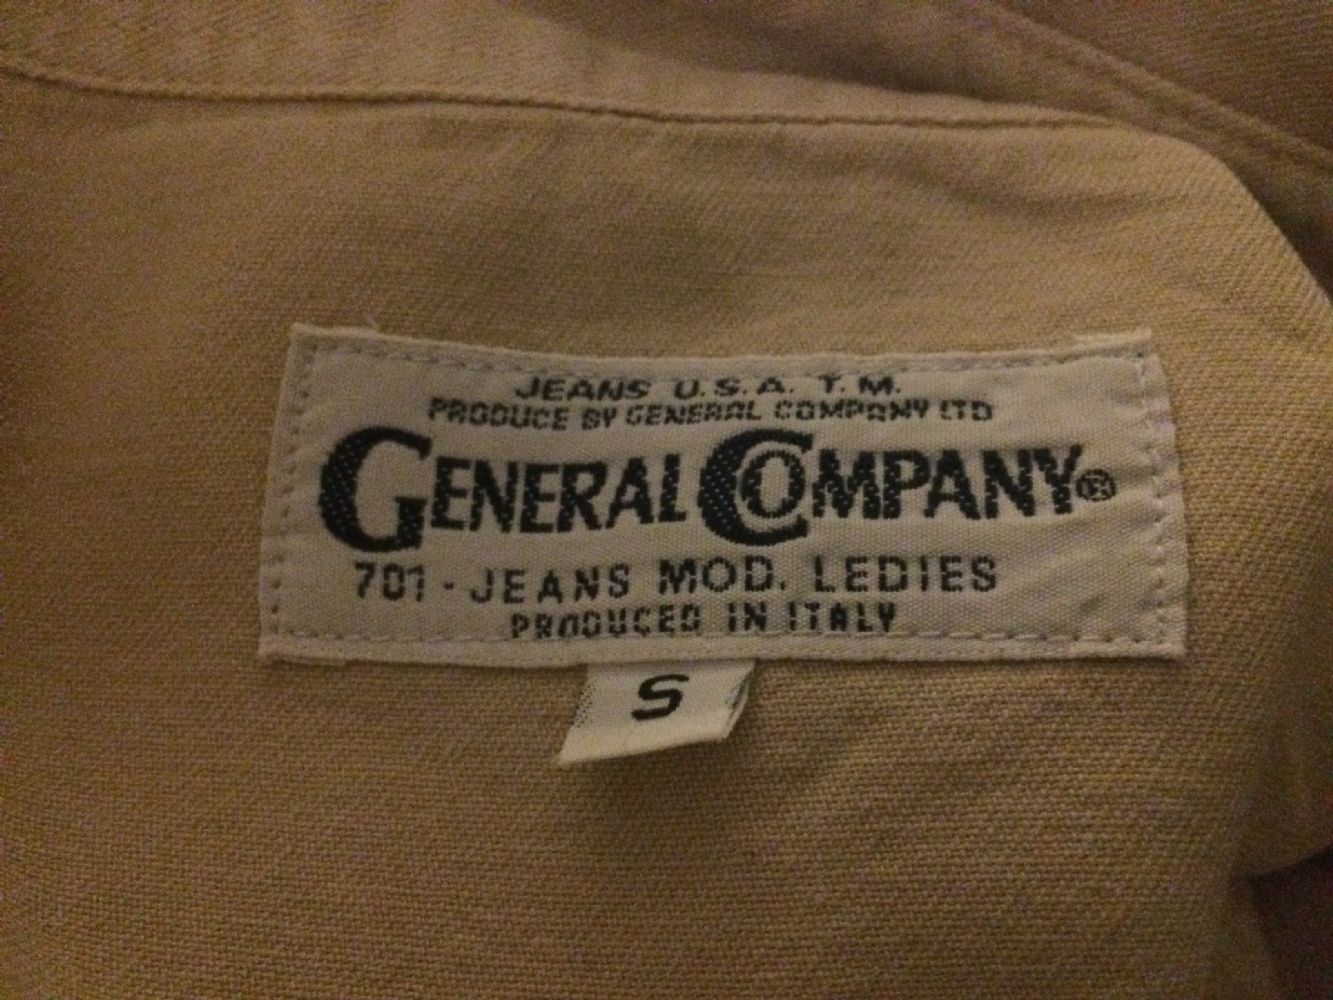 JEANS U.S.A. T.M.
PRODUCE BY GENERAL COMPANY LTD
GENERAL COMPANY®
701 - JEANS MOD. LEDIES
PRODUCED IN ITALY
S